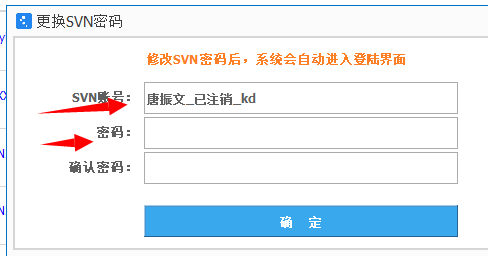 更换SVN密码
修改SVN密码后，系统会自动进入登陆界面
SVN账号：
唐振文_已注销_kd
密码：
确认密码：
确 定